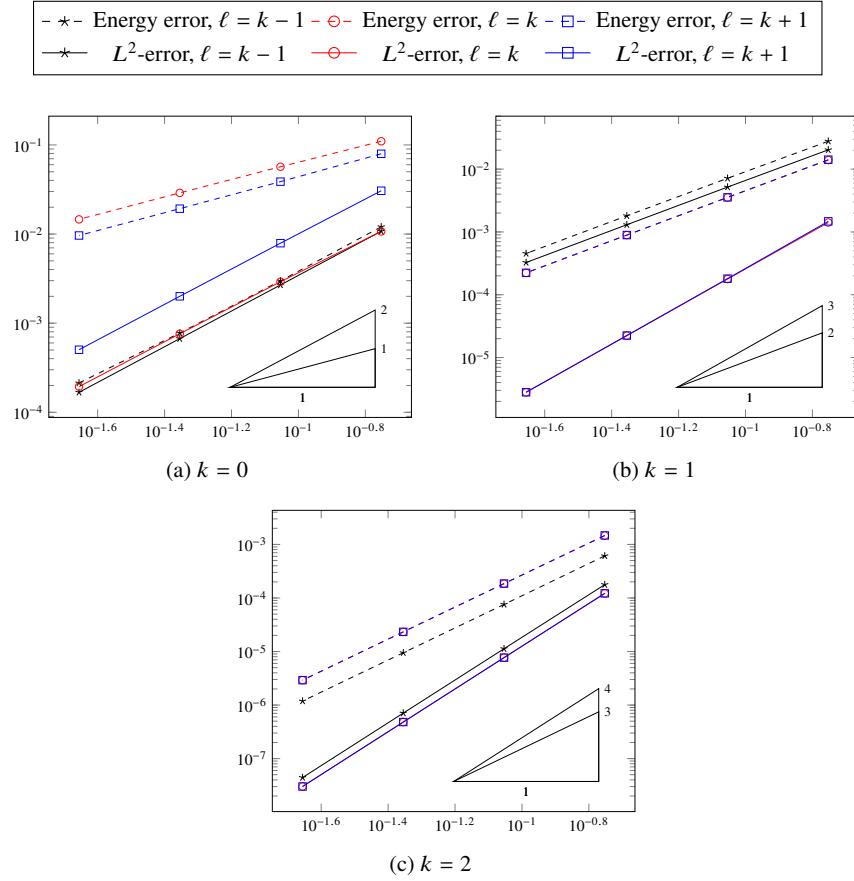 Energy error, ℓ = k − 1 Energy error, ℓ = k Energy error, ℓ = k + 1
L²-error, ℓ = k − 1 L²-error, ℓ = k L²-error, ℓ = k + 1
10⁻¹
10⁻²
10⁻³
10⁻⁴
2
1
1
10⁻¹·⁶ 10⁻¹·⁴ 10⁻¹·² 10⁻¹ 10⁻⁰·⁸
(a) k = 0
10⁻²
10⁻³
10⁻⁴
10⁻⁵
3
2
1
10⁻¹·⁶ 10⁻¹·⁴ 10⁻¹·² 10⁻¹ 10⁻⁰·⁸
(b) k = 1
10⁻³
10⁻⁴
10⁻⁵
10⁻⁶
10⁻⁷
4
3
1
10⁻¹·⁶ 10⁻¹·⁴ 10⁻¹·² 10⁻¹ 10⁻⁰·⁸
(c) k = 2